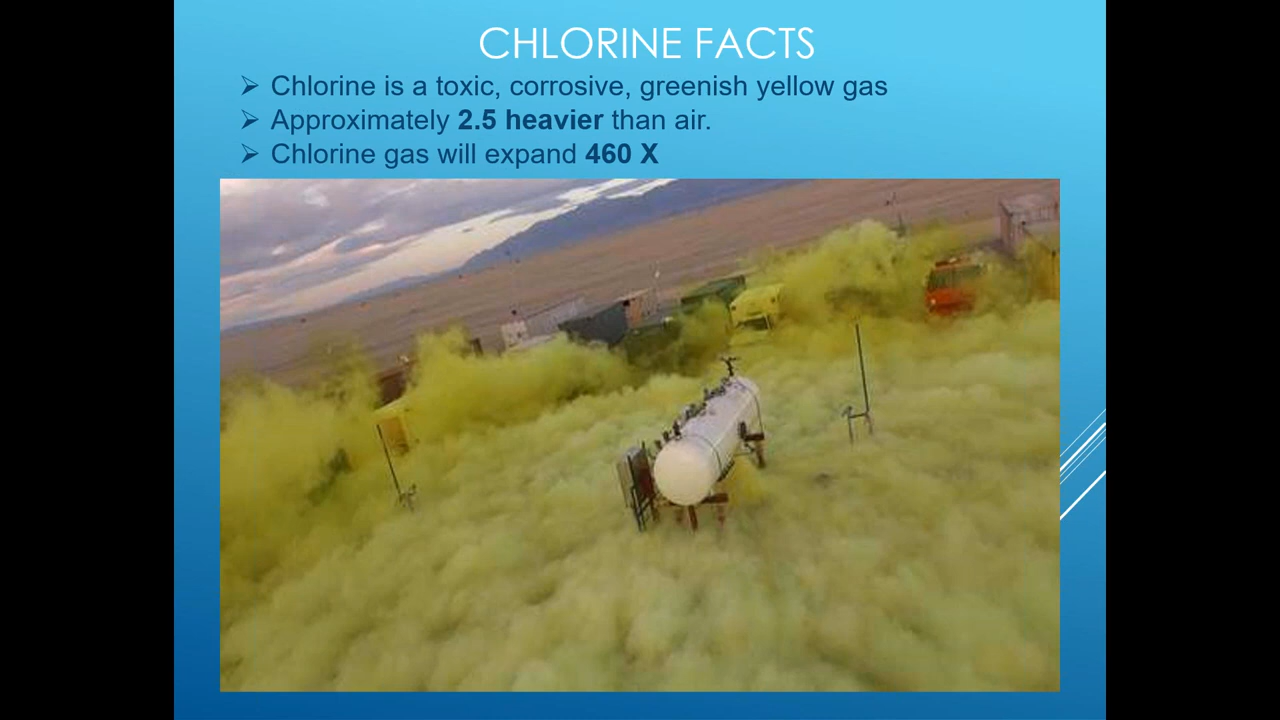 CHLORINE FACTS
➢ Chlorine is a toxic, corrosive, greenish yellow gas
➢ Approximately 2.5 heavier than air.
➢ Chlorine gas will expand 460 X